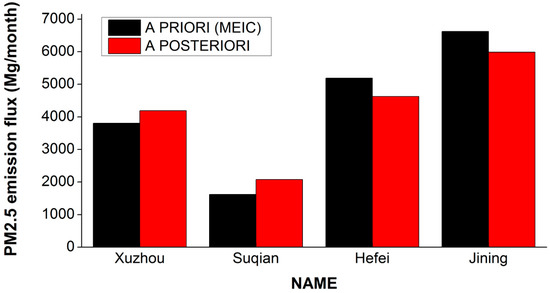 PM2.5 emission flux (Mg/month)
7000
6000
5000
4000
3000
2000
1000
0
A PRIORI (MEIC)
A POSTERIORI
Xuzhou Suqian Hefei Jining
NAME